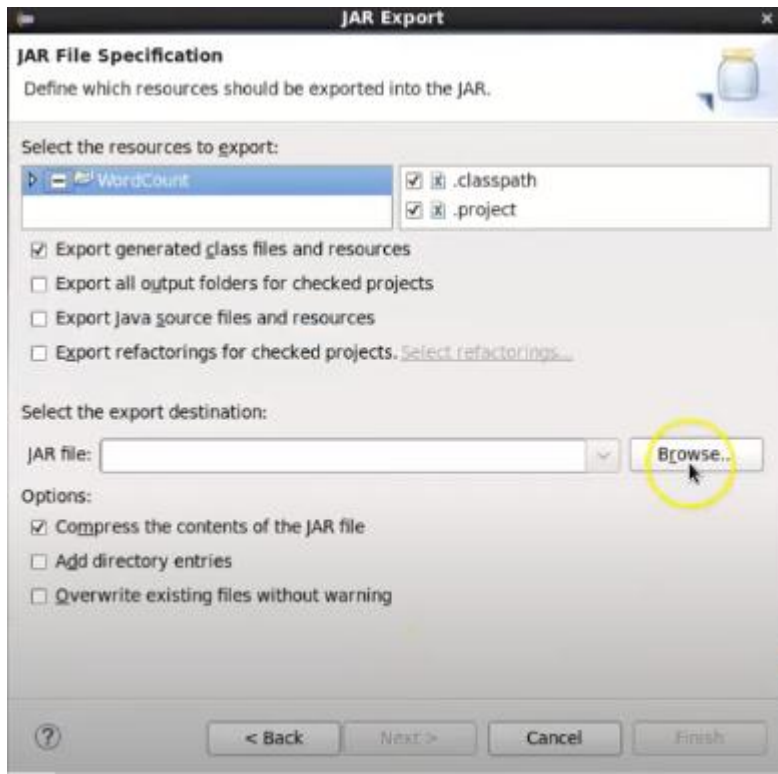 JAR Export
JAR File Specification
Define which resources should be exported into the JAR.
Select the resources to export:
WordCount
.classpath
.project
Export generated class files and resources
Export all output folders for checked projects
Export Java source files and resources
Export refactorings for checked projects. Select refactorings...
Select the export destination:
JAR file:
Browse...
Options:
Compress the contents of the JAR file
Add directory entries
Overwrite existing files without warning
< Back
Next >
Cancel
Finish